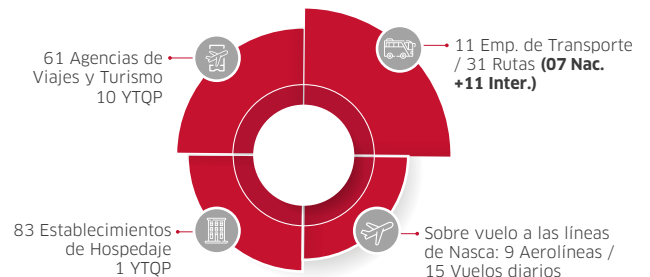 61 Agencias de
Viajes y Turismo
10 YTQP
11 Emp. de Transporte
/ 31 Rutas (07 Nac.
+11 Inter.)
83 Establecimientos
de Hospedaje
1 YTQP
Sobre vuelo a las líneas
de Nasca: 9 Aerolíneas /
15 Vuelos diarios